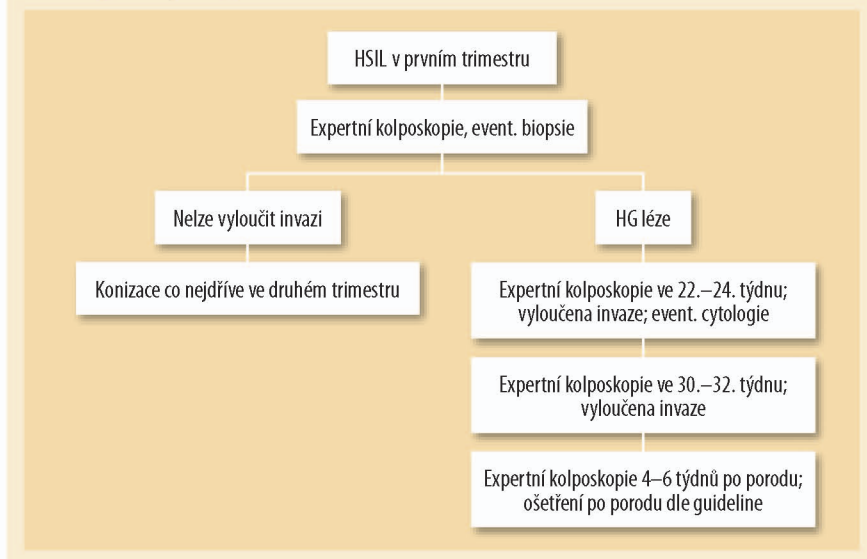 HSIL v prvním trimestru
Expertní kolposkopie, event. biopsie
Nelze vyloučit invazi
HG léze
Konizace co nejdříve ve druhém trimestru
Expertní kolposkopie ve 22.–24. týdnu;
vyloučena invaze; event. cytologie
Expertní kolposkopie ve 30.–32. týdnu;
vyloučena invaze
Expertní kolposkopie 4–6 týdnů po porodu;
ošetření po porodu dle guideline